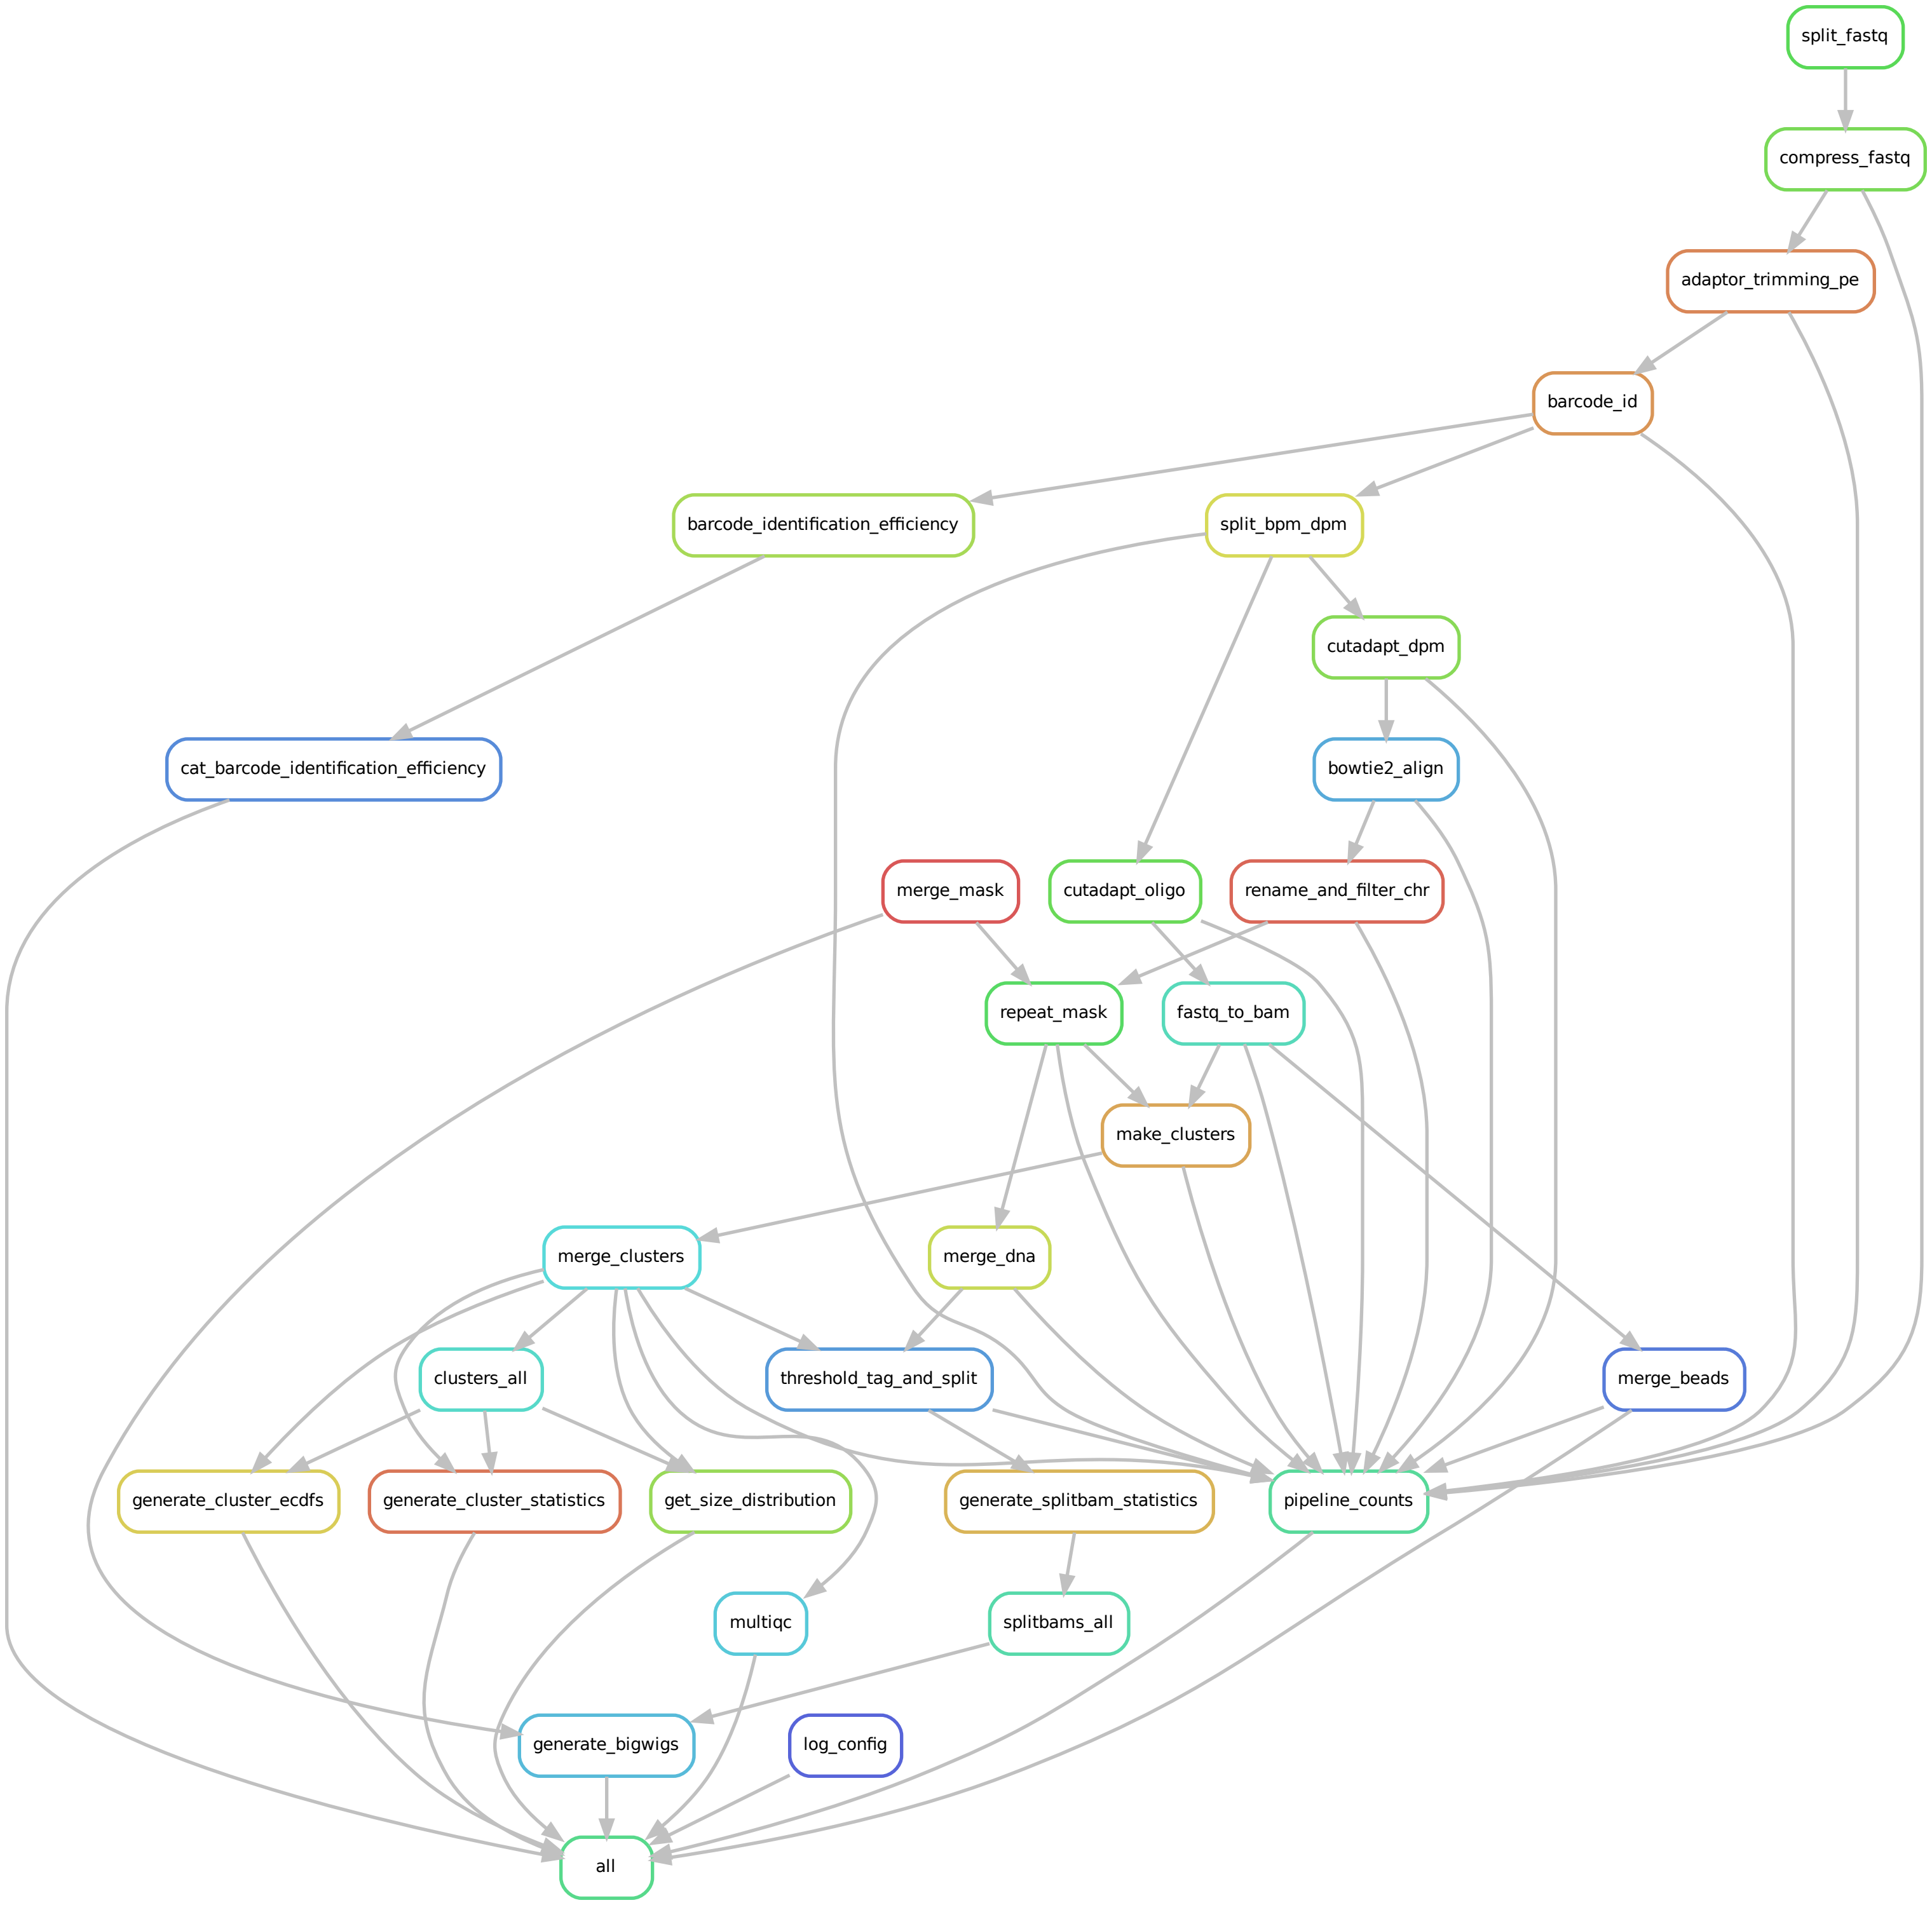 split_fastq
compress_fastq
adaptor_trimming_pe
barcode_id
barcode_identification_efficiency
split_bpm_dpm
cutadapt_dpm
cat_barcode_identification_efficiency
bowtie2_align
merge_mask
cutadapt_oligo
rename_and_filter_chr
repeat_mask
fastq_to_bam
make_clusters
merge_clusters
merge_dna
clusters_all
threshold_tag_and_split
merge_beads
generate_cluster_ecdfs
generate_cluster_statistics
get_size_distribution
generate_splitbam_statistics
pipeline_counts
multiqc
splitbams_all
generate_bigwigs
log_config
all